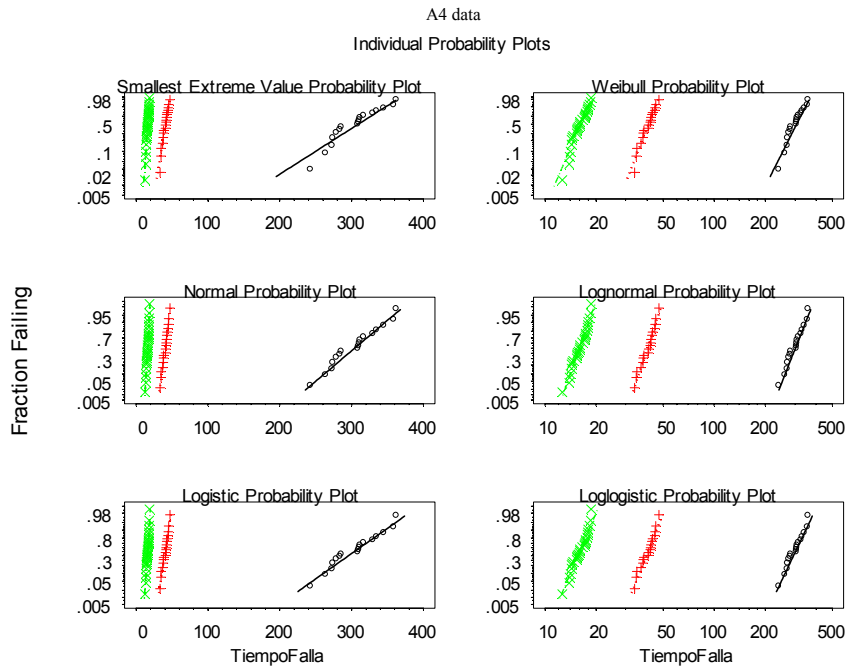 A4 data
Individual Probability Plots
Smallest Extreme Value Probability Plot
.98
.5
.1
.02
.005
0 100 200 300 400
Weibull Probability Plot
.98
.5
.1
.02
.005
10 20 50 100 200 500
Fraction Failing
Normal Probability Plot
.95
.7
.3
.05
.005
0 100 200 300 400
Lognormal Probability Plot
.95
.7
.3
.05
.005
10 20 50 100 200 500
Logistic Probability Plot
.98
.8
.3
.05
.005
0 100 200 300 400
TiempoFalla
Loglogistic Probability Plot
.98
.8
.3
.05
.005
10 20 50 100 200 500
TiempoFalla